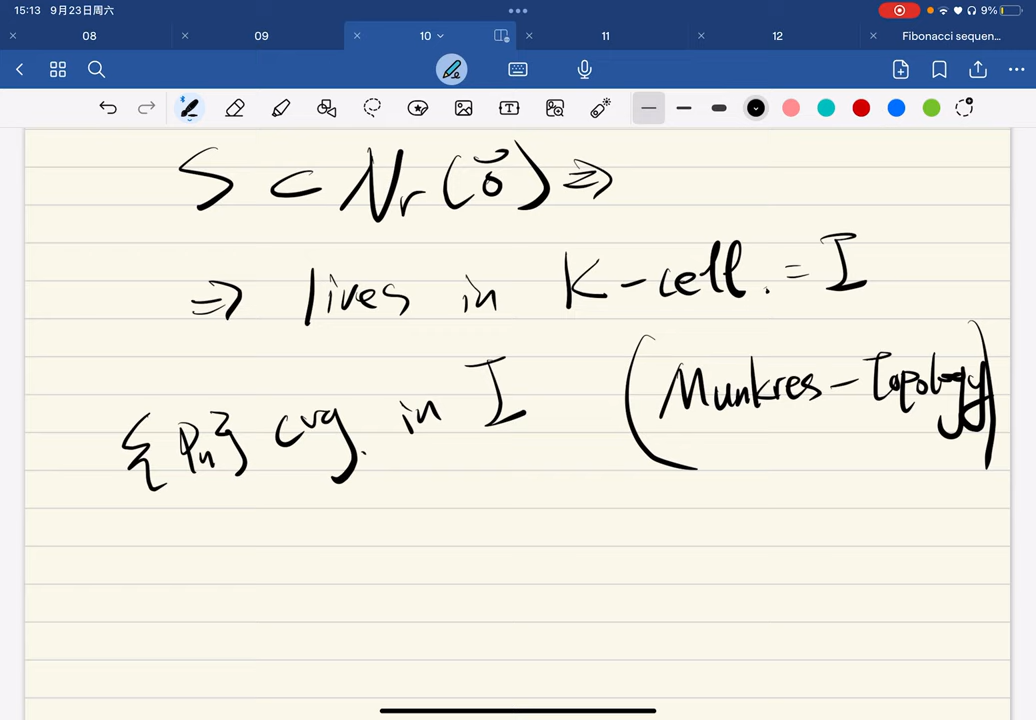 15:13 9月23日周六
9%
08 09 10 11 12 Fibonacci sequen...
S ⊂ Nr(0⃗) ⇒
⇒ lives in K-cell. = I
{Pn} cvg. in I (Munkres - Topology)